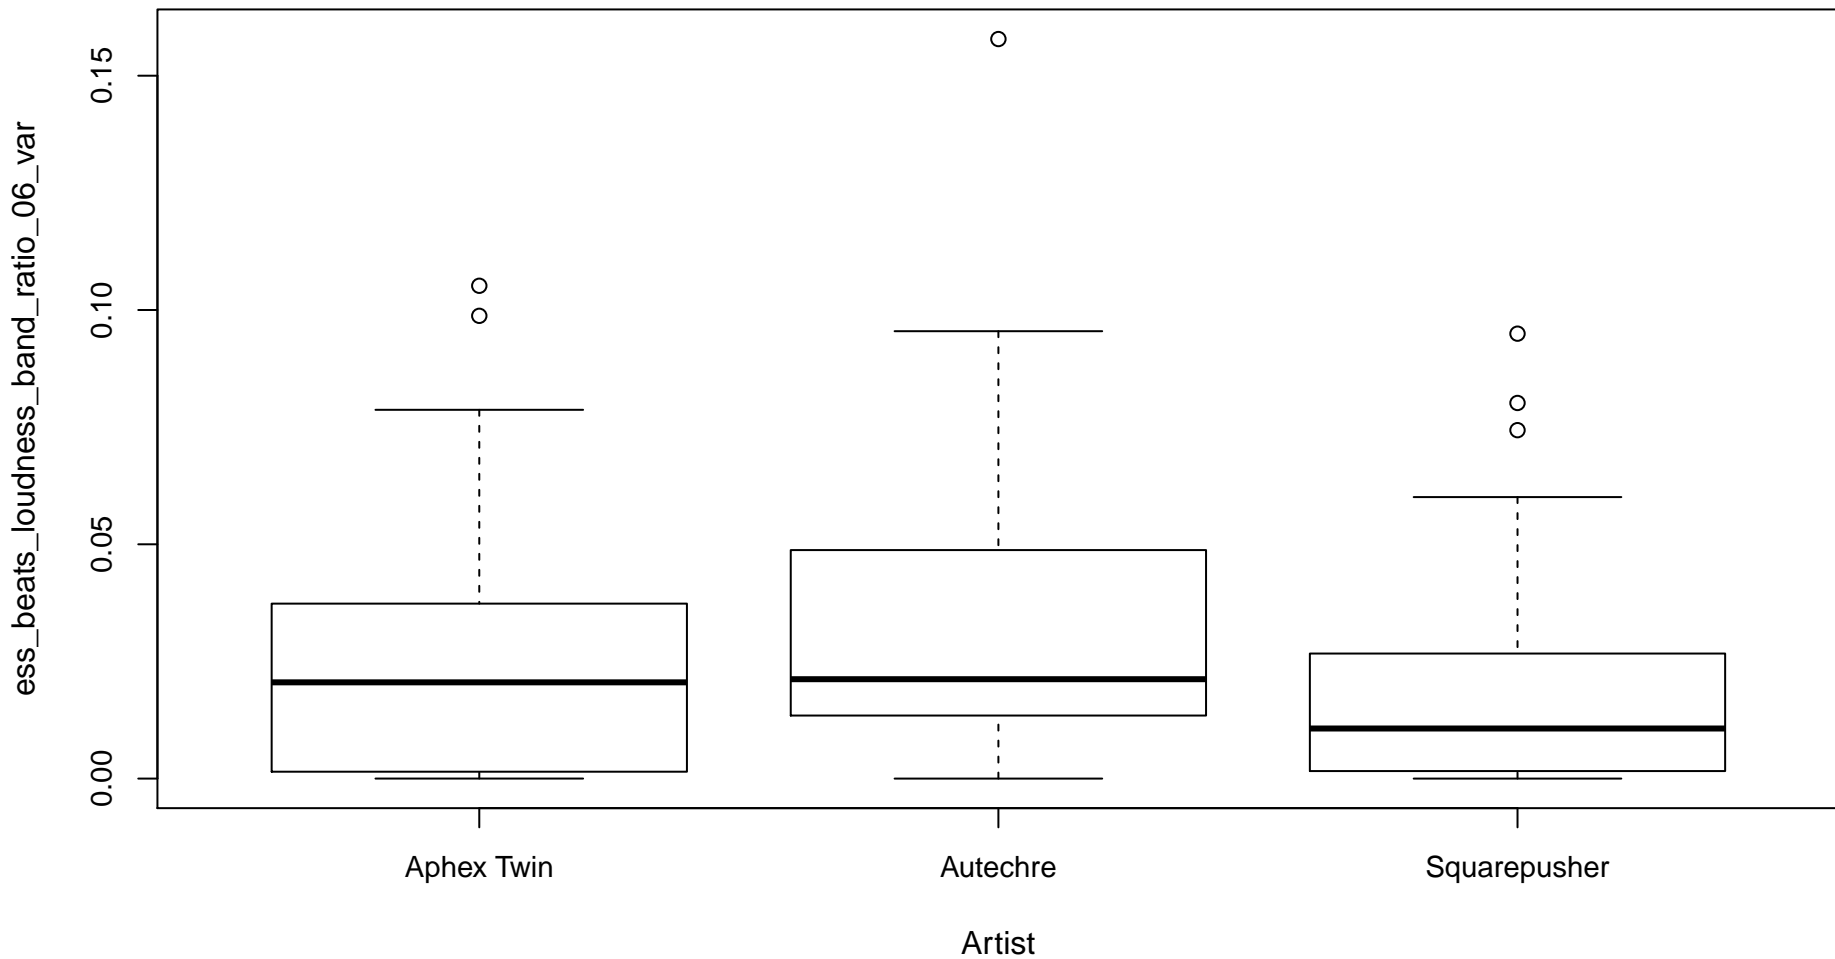 ess_beats_loudness_band_ratio_06_var
0.15
0.10
0.05
0.00
Aphex Twin
Autechre
Squarepusher
Artist